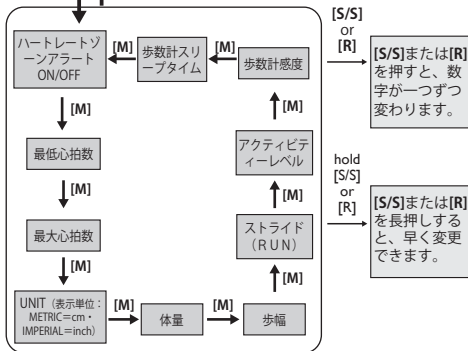 [S/S]
or
[R]
ハートレートゾ
ーンアラート
ON/OFF
[M]
歩数計スリ
ープタイム
[M]
歩数計感度
[S/S]または[R]
を押すと、数
字が一つずつ
変わります。
[M]
[M]
最低心拍数
アクティビテ
ィーレベル
hold
[S/S]
or
[R]
[M]
[M]
最大心拍数
ストライド
（RUN）
[S/S]または[R]
を長押しする
と、早く変更
できます。
[M]
[M]
UNIT（表示単位：
METRIC=cm・
IMPERIAL=inch）
[M]
体量
[M]
歩幅